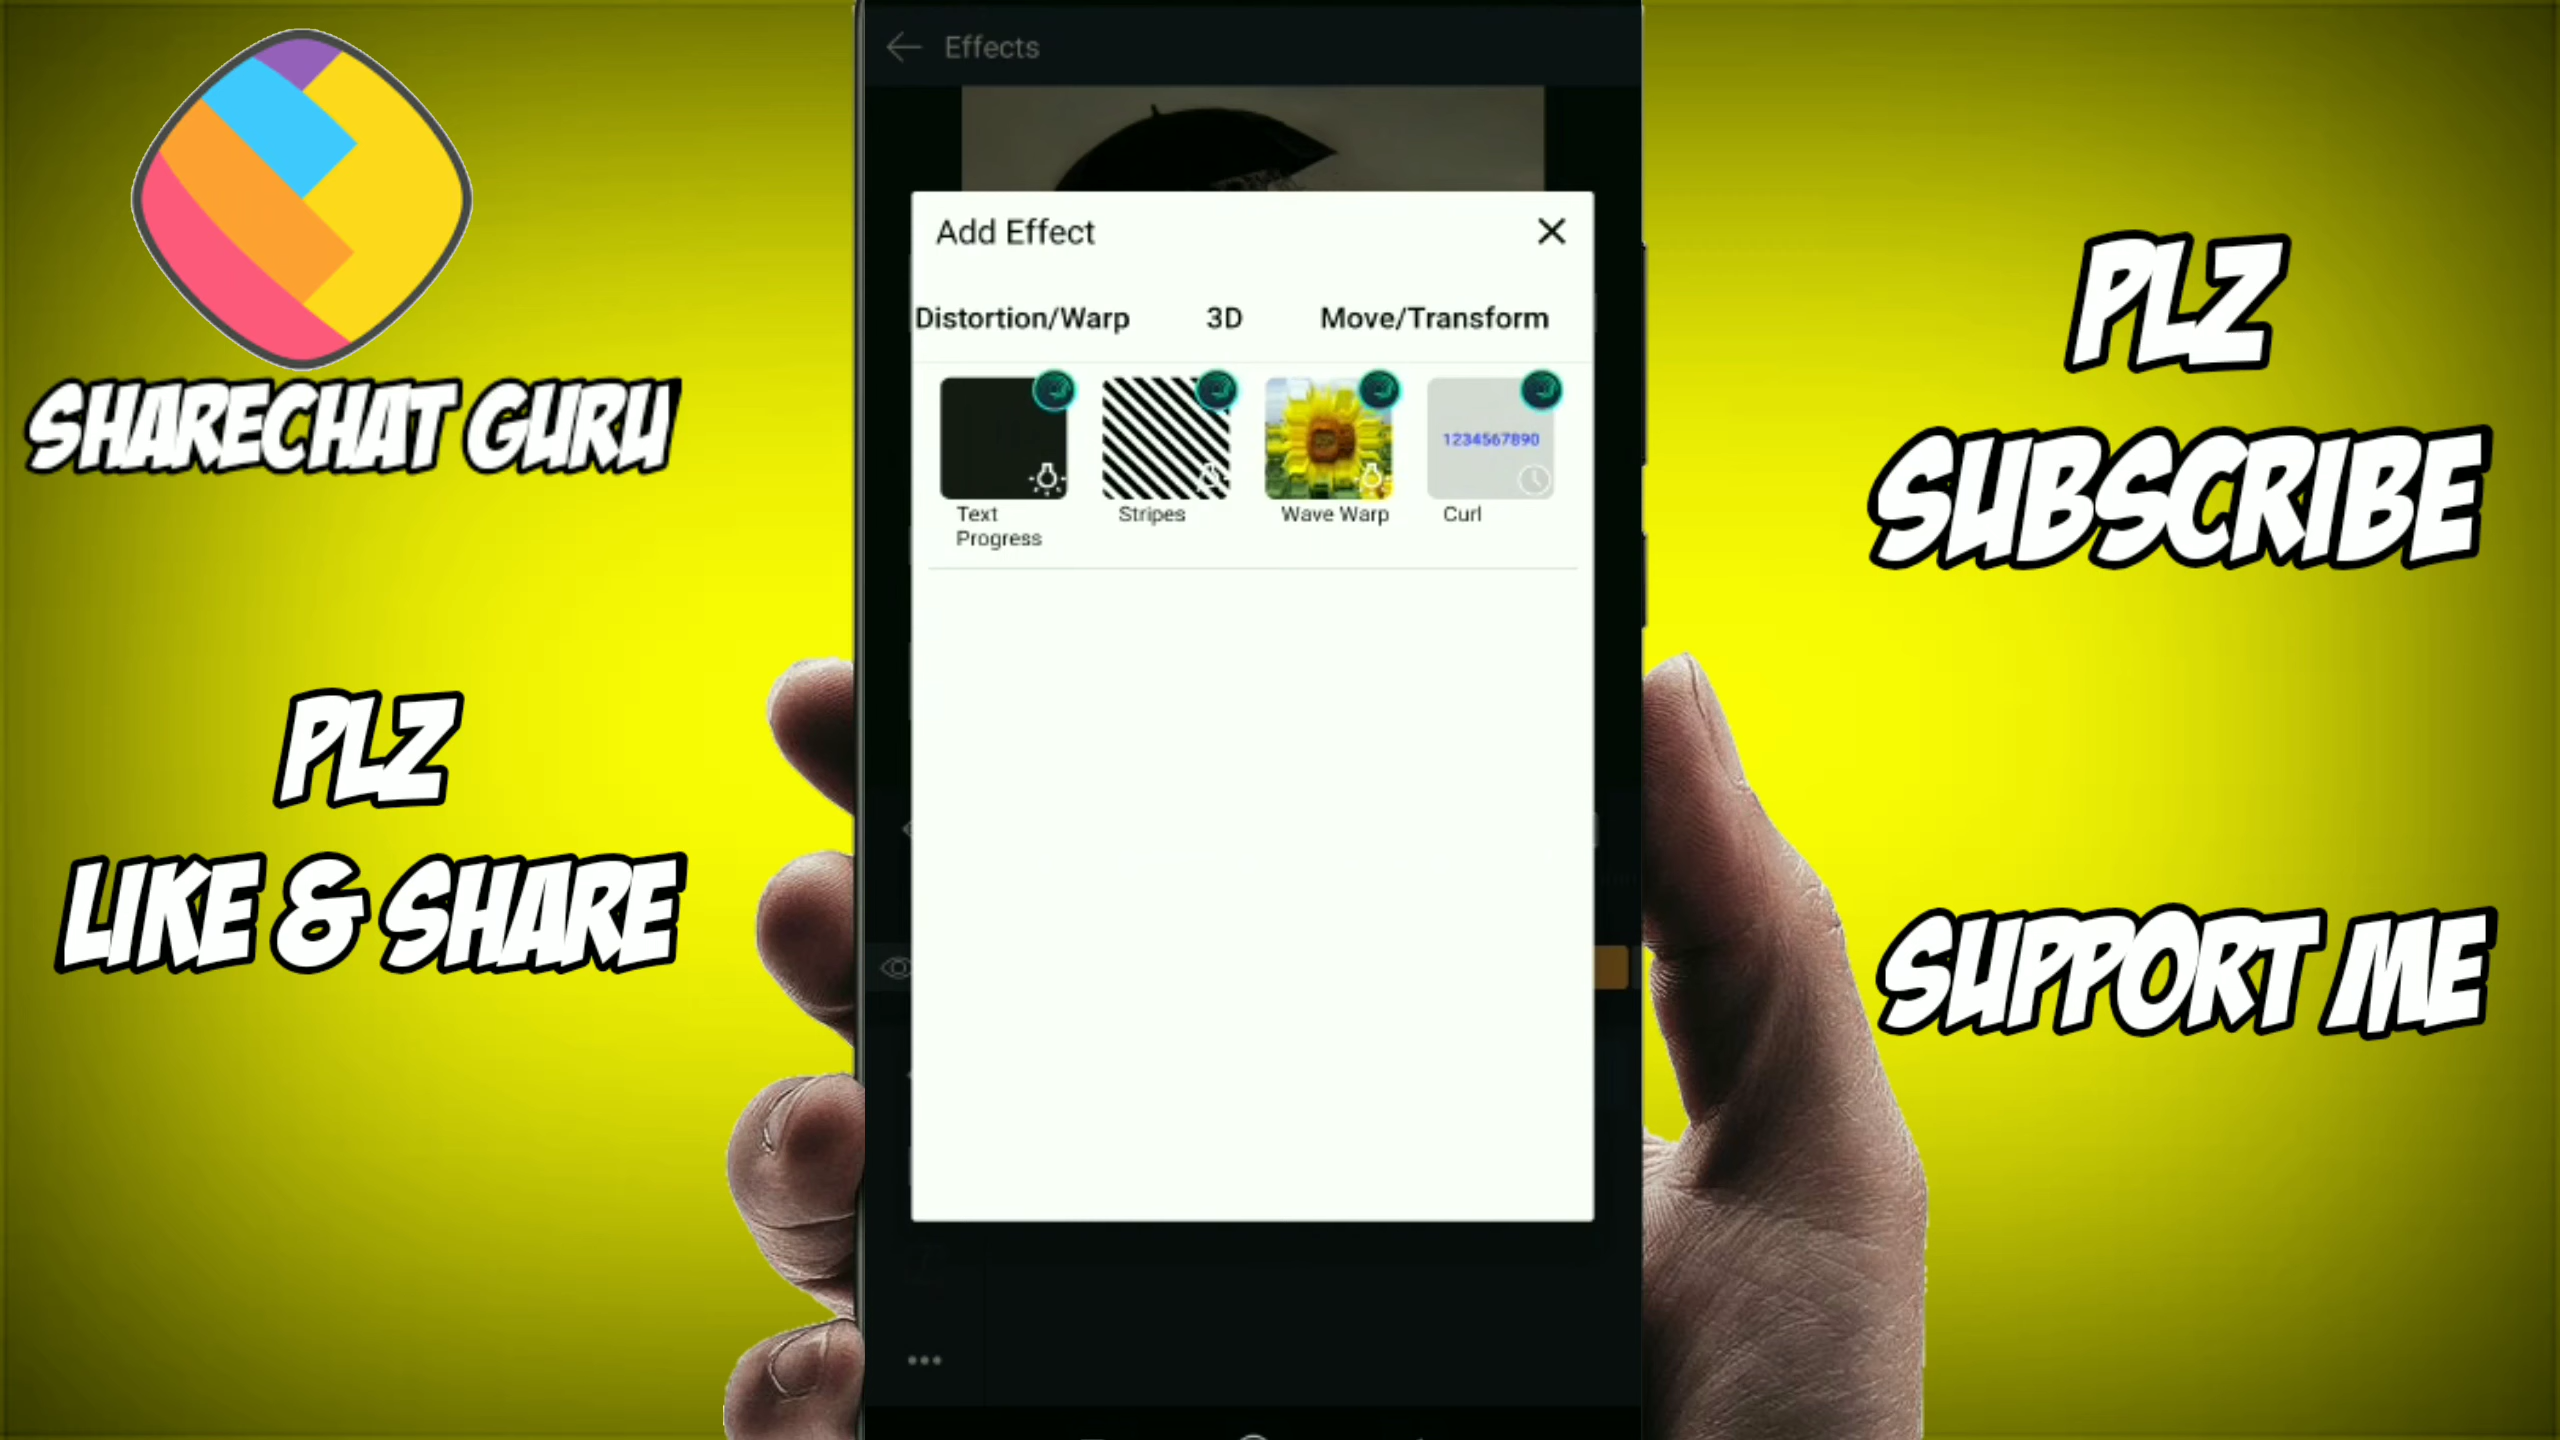 Effects
Add Effect
Distortion/Warp 3D Move/Transform
1234567890
Text Progress
Stripes
Wave Warp
Curl
SHARECHAT GURU
PLZ
LIKE & SHARE
PLZ
SUBSCRIBE
SUPPORT ME